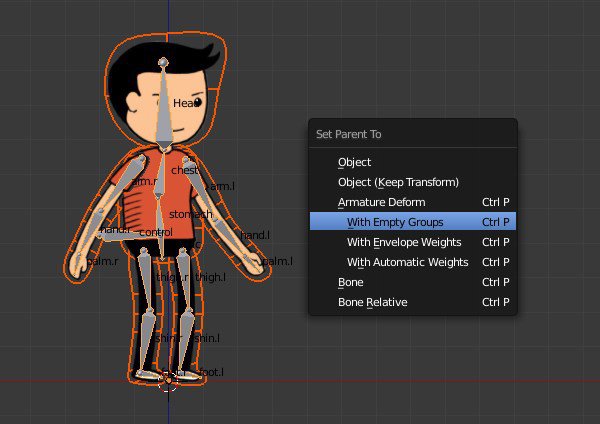 Head
chest
arm.r
arm.l
stomach
hand.r
control
hand.l
palm.r
palm.l
thigh.r
thigh.l
shin.r
shin.l
foot.l
Set Parent To
Object
Object (Keep Transform)
Armature Deform Ctrl P
With Empty Groups Ctrl P
With Envelope Weights Ctrl P
With Automatic Weights Ctrl P
Bone Ctrl P
Bone Relative Ctrl P